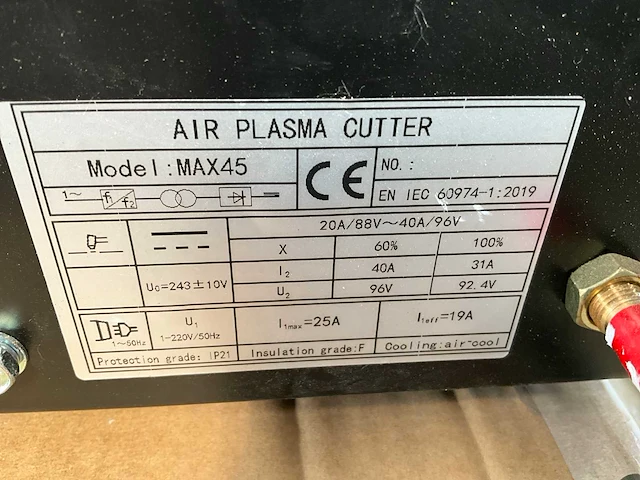 AIR PLASMA CUTTER
Model:MAX45
CE
NO.:
1~ f1/f2
EN IEC 60974-1:2019
20A/88V~40A/96V
X 60% 100%
I2 40A 31A
U0=243±10V
U2 96V 92.4V
1~50Hz
U1
1-220V/50Hz
I1max=25A
I1eff=19A
Protection grade: IP21
Insulation grade:F
Cooling:air-cool